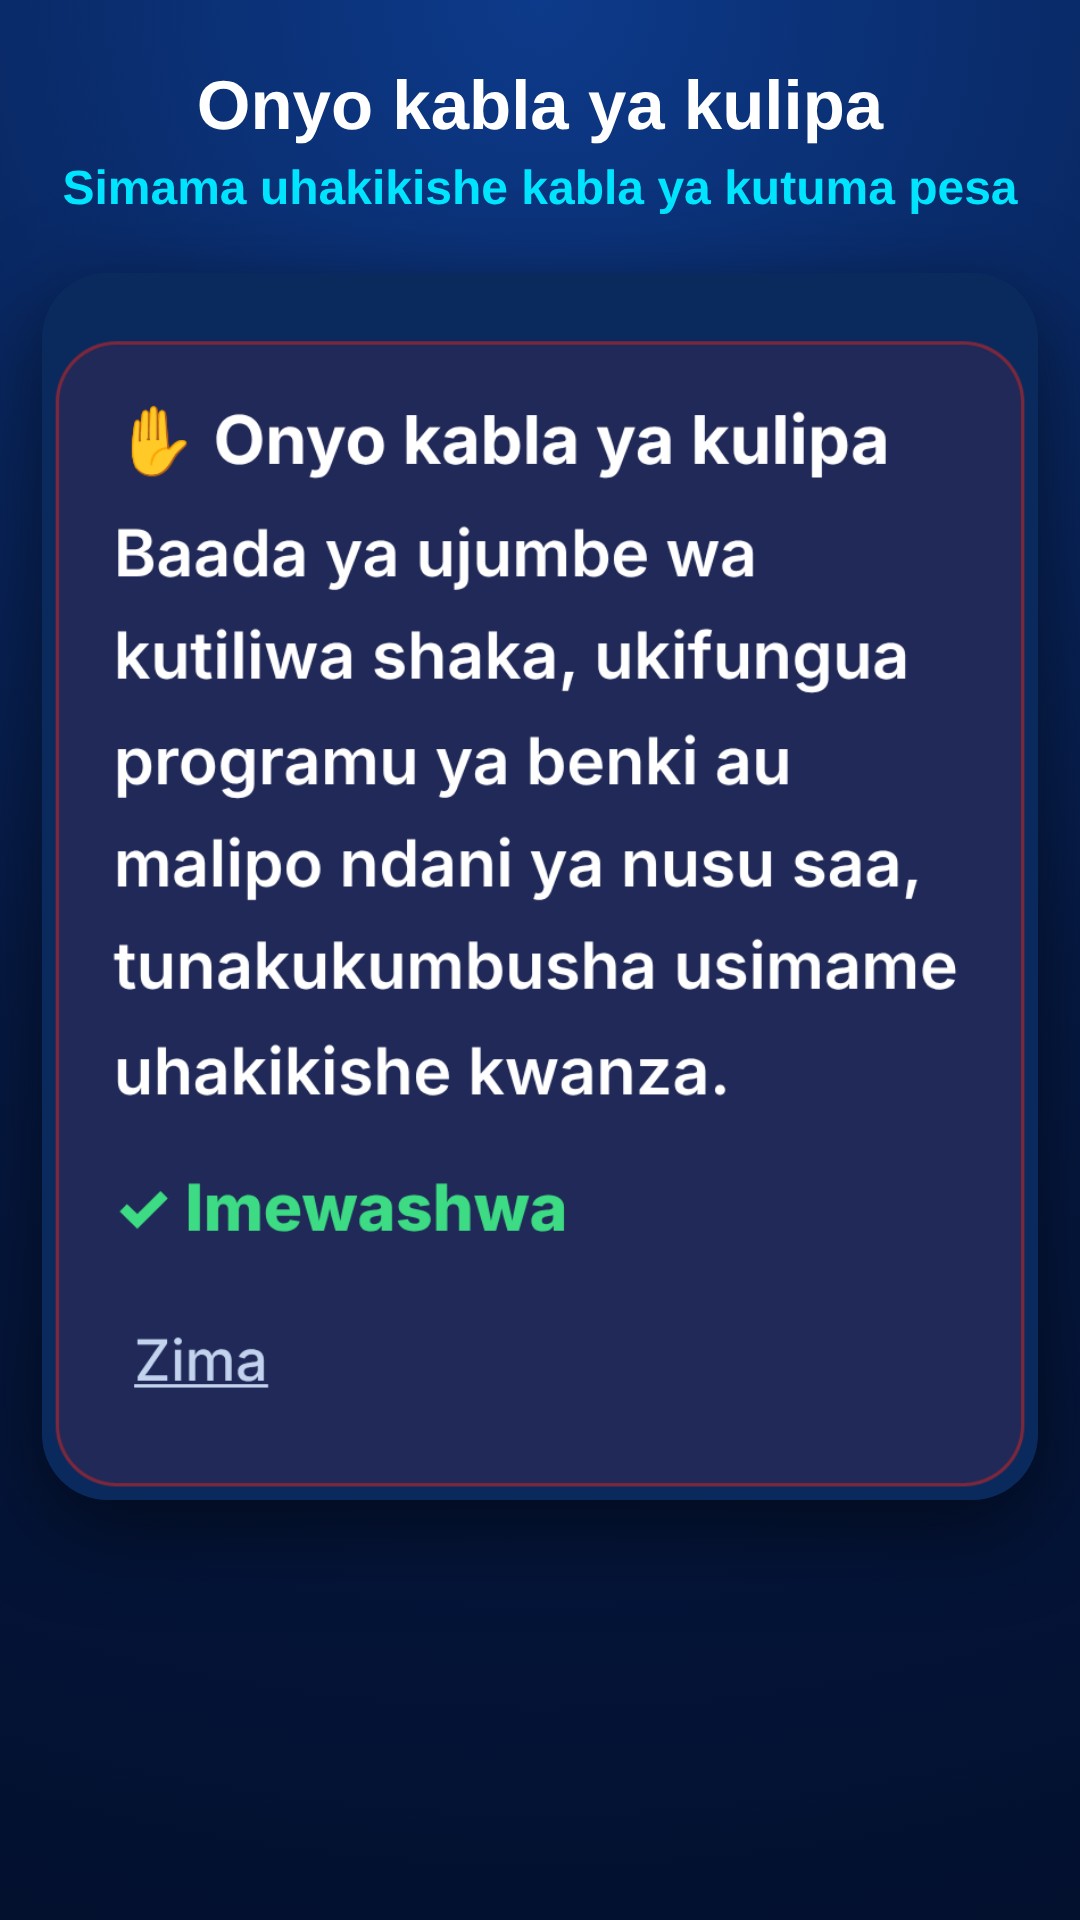 Onyo kabla ya kulipa
Simama uhakikishe kabla ya kutuma pesa
✋ Onyo kabla ya kulipa
Baada ya ujumbe wa
kutiliwa shaka, ukifungua
programu ya benki au
malipo ndani ya nusu saa,
tunakukumbusha usimame
uhakikishe kwanza.
✓ Imewashwa
Zima